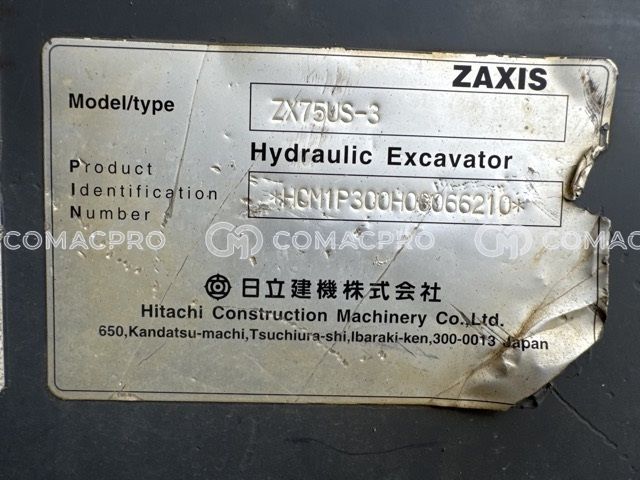 ZAXIS
Model/type ZX75US-3
Hydraulic Excavator
Product
Identification
Number
*HCM1P300H00066210*
COMACPRO COMACPRO COMACPRO
日立建機株式会社
Hitachi Construction Machinery Co.,Ltd.
650,Kandatsu-machi,Tsuchiura-shi,Ibaraki-ken,300-0013 Japan